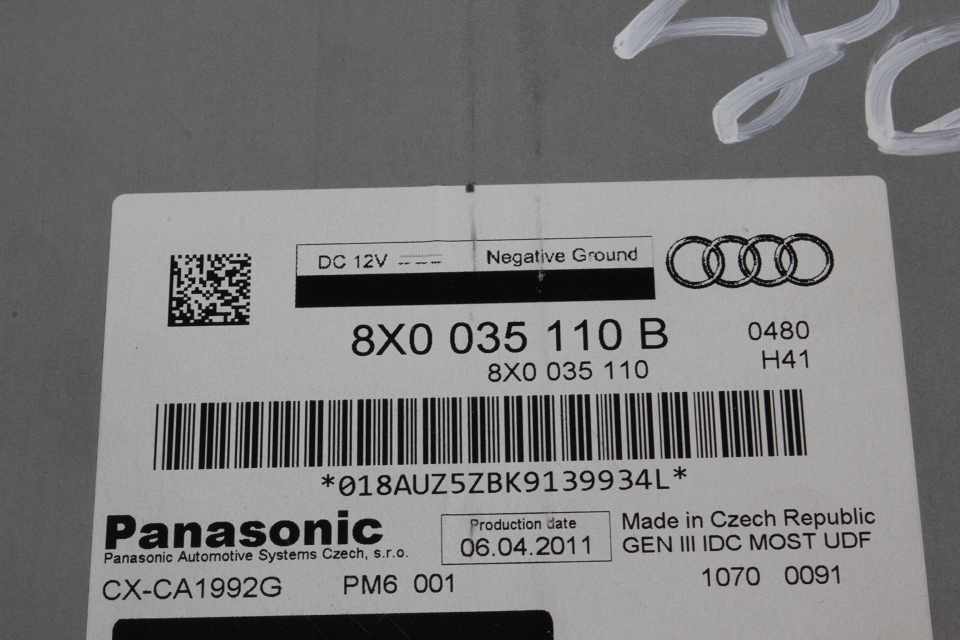 DC 12V Negative Ground
8X0 035 110 B
0480
8X0 035 110
H41
*018AUZ5ZBK9139934L*
Panasonic
Panasonic Automotive Systems Czech, s.r.o.
Production date
06.04.2011
Made in Czech Republic
GEN III IDC MOST UDF
CX-CA1992G
PM6 001
1070 0091